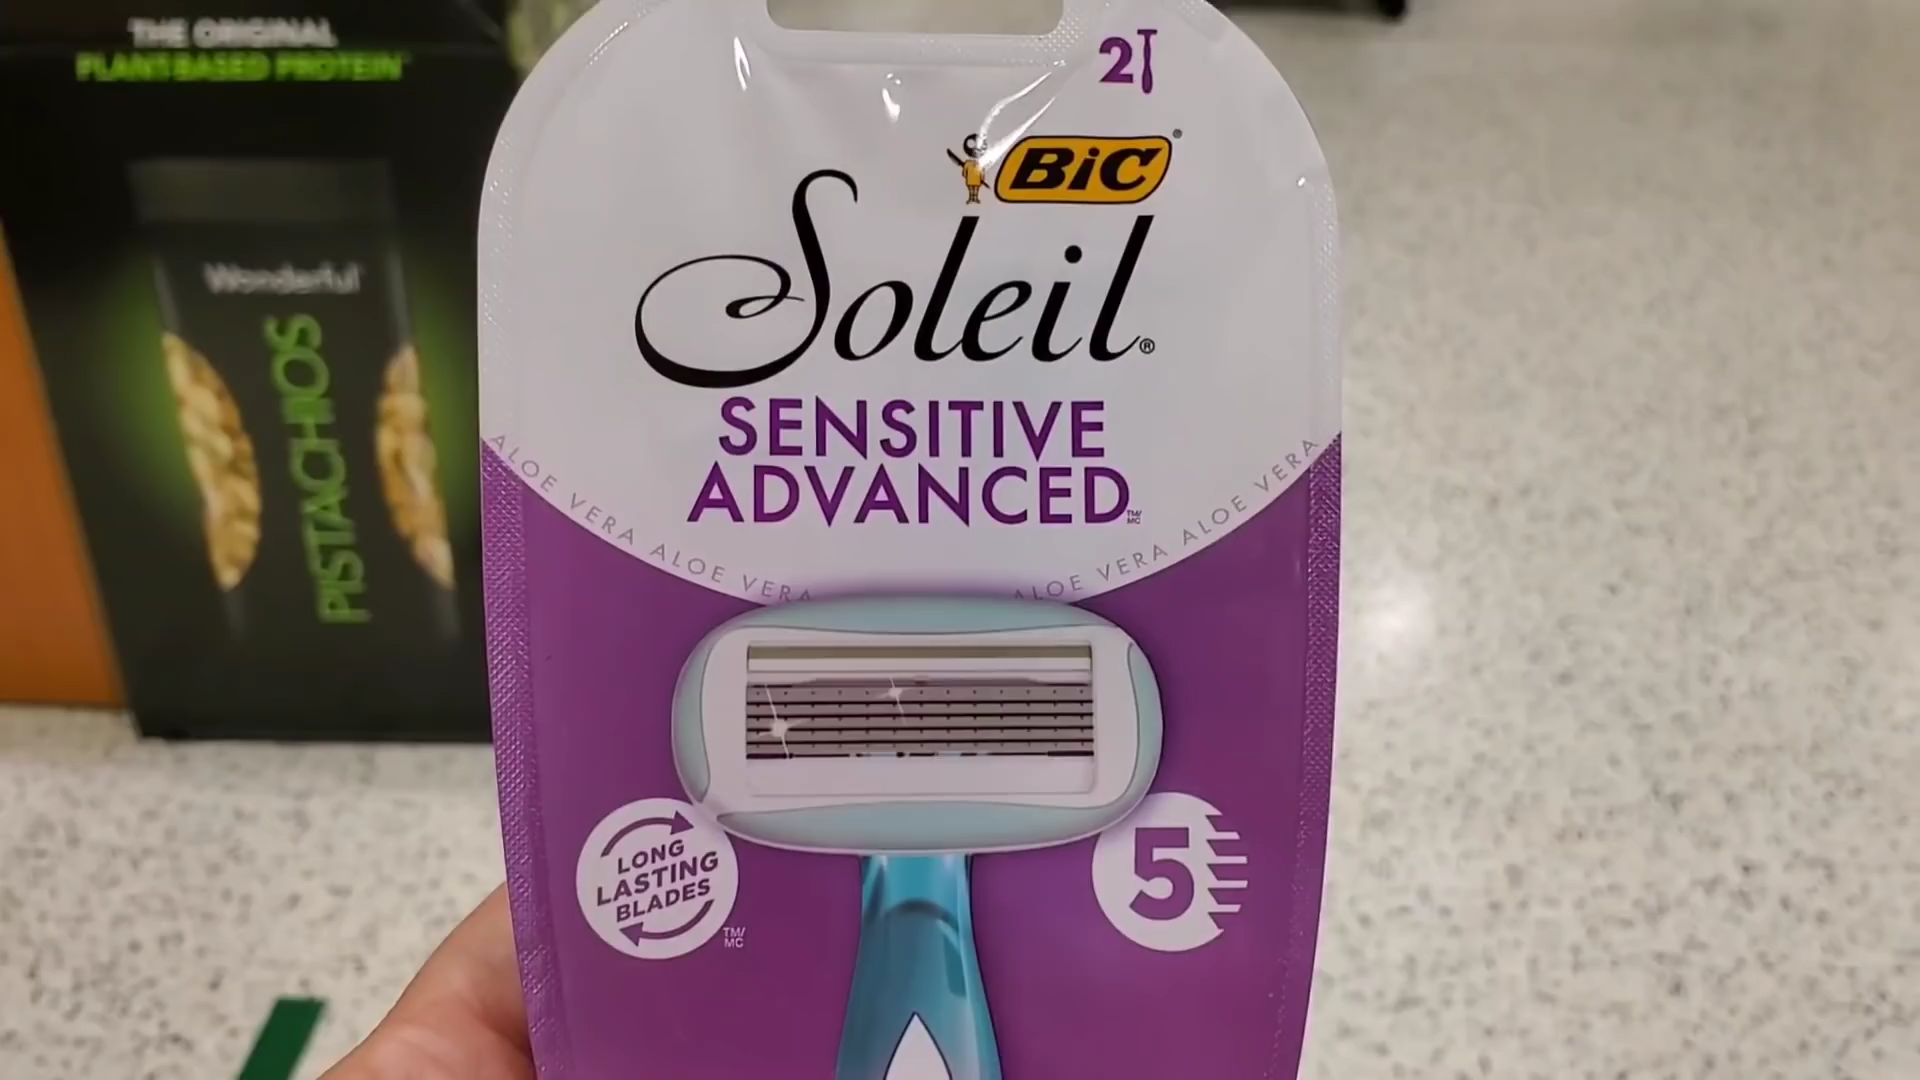 THE ORIGINAL
PLANT-BASED PROTEIN
Wonderful
PISTACHIOS
2
BiC®
Soleil®
SENSITIVE
ADVANCED TM/MC
ALOE VERA ALOE VERA ALOE VERA ALOE VERA
LONG
LASTING
BLADES
TM/
MC
5